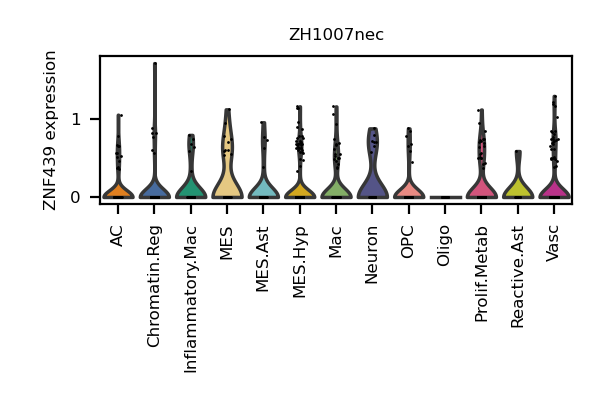 ZH1007nec
ZNF439 expression
1
0
AC
Chromatin.Reg
Inflammatory.Mac
MES
MES.Ast
MES.Hyp
Mac
Neuron
OPC
Oligo
Prolif.Metab
Reactive.Ast
Vasc